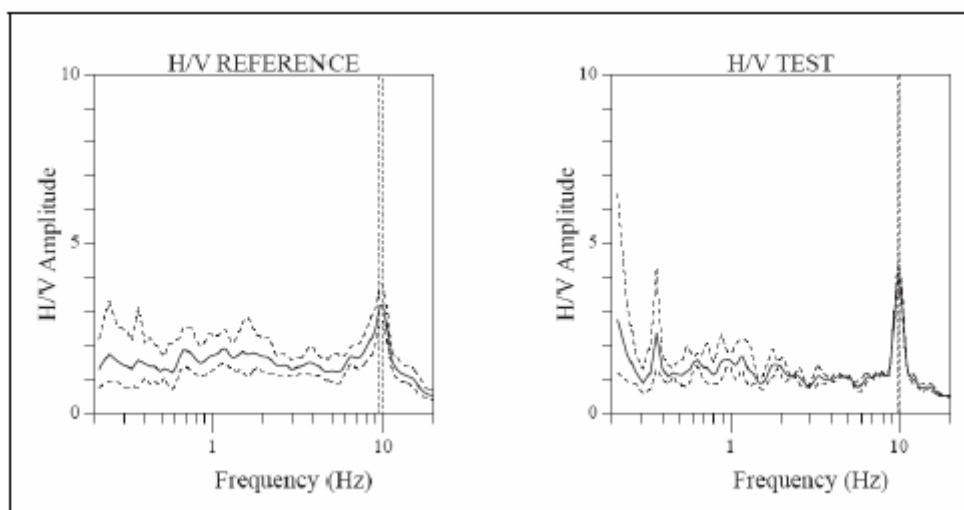 H/V REFERENCE
10
5
0
H/V Amplitude
1
10
Frequency (Hz)
H/V TEST
10
5
0
H/V Amplitude
1
10
Frequency (Hz)